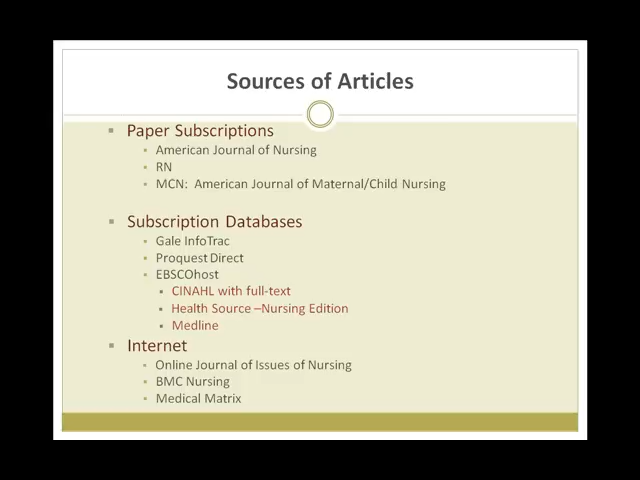 Sources of Articles
Paper Subscriptions
American Journal of Nursing
RN
MCN: American Journal of Maternal/Child Nursing
Subscription Databases
Gale InfoTrac
Proquest Direct
EBSCOhost
CINAHL with full-text
Health Source –Nursing Edition
Medline
Internet
Online Journal of Issues of Nursing
BMC Nursing
Medical Matrix